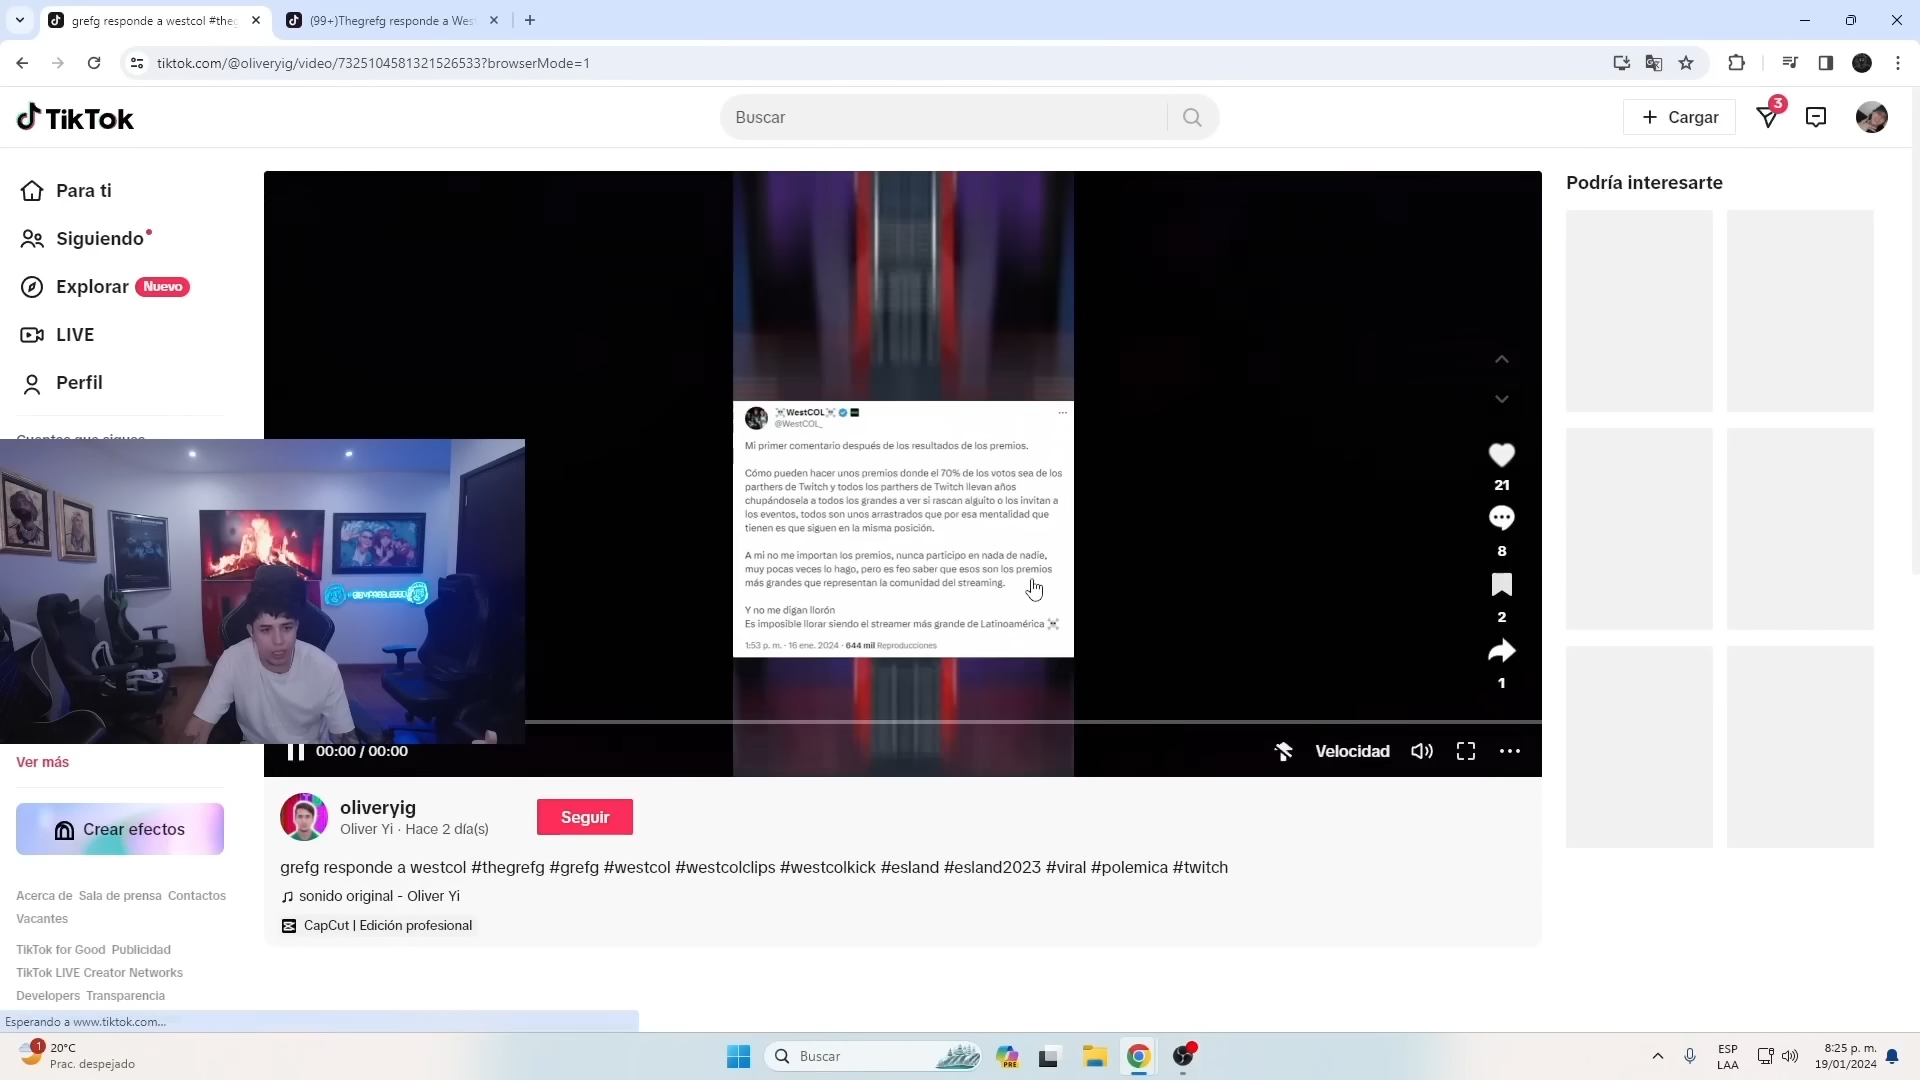 grefg responde a westcol #theg
(99+)Thegrefg responde a Wes
tiktok.com/@oliveryig/video/7325104581321526533?browserMode=1
TikTok
Buscar
Cargar
3
Para ti
Siguiendo
Explorar Nuevo
LIVE
Perfil
Cuentas que sigues
Podría interesarte
WestCOL
@WestCOL_
Mi primer comentario después de los resultados de los premios.
Cómo pueden hacer unos premios donde el 70% de los votos sea de los
parthers de Twitch y todos los parthers de Twitch llevan años
chupándosela a todos los grandes a ver si rascan alguito o los invitan a
los eventos, todos son unos arrastrados que por esa mentalidad que
tienen es que siguen en la misma posición.
A mi no me importan los premios, nunca participo en nada de nadie,
muy pocas veces lo hago, pero es feo saber que esos son los premios
más grandes que representan la comunidad del streaming.
Y no me digan llorón
Es imposible llorar siendo el streamer más grande de Latinoamérica
1:53 p. m. · 16 ene. 2024 · 644 mil Reproducciones
21
8
2
1
00:00 / 00:00
Velocidad
Ver más
Crear efectos
oliveryig
Oliver Yi · Hace 2 día(s)
Seguir
grefg responde a westcol #thegrefg #grefg #westcol #westcolclips #westcolkick #esland #esland2023 #viral #polemica #twitch
sonido original - Oliver Yi
CapCut | Edición profesional
Acerca de Sala de prensa Contactos
Vacantes
TikTok for Good Publicidad
TikTok LIVE Creator Networks
Developers Transparencia
Esperando a www.tiktok.com...
1
20°C
Prac. despejado
Buscar
PRE
ESP
LAA
8:25 p. m.
19/01/2024